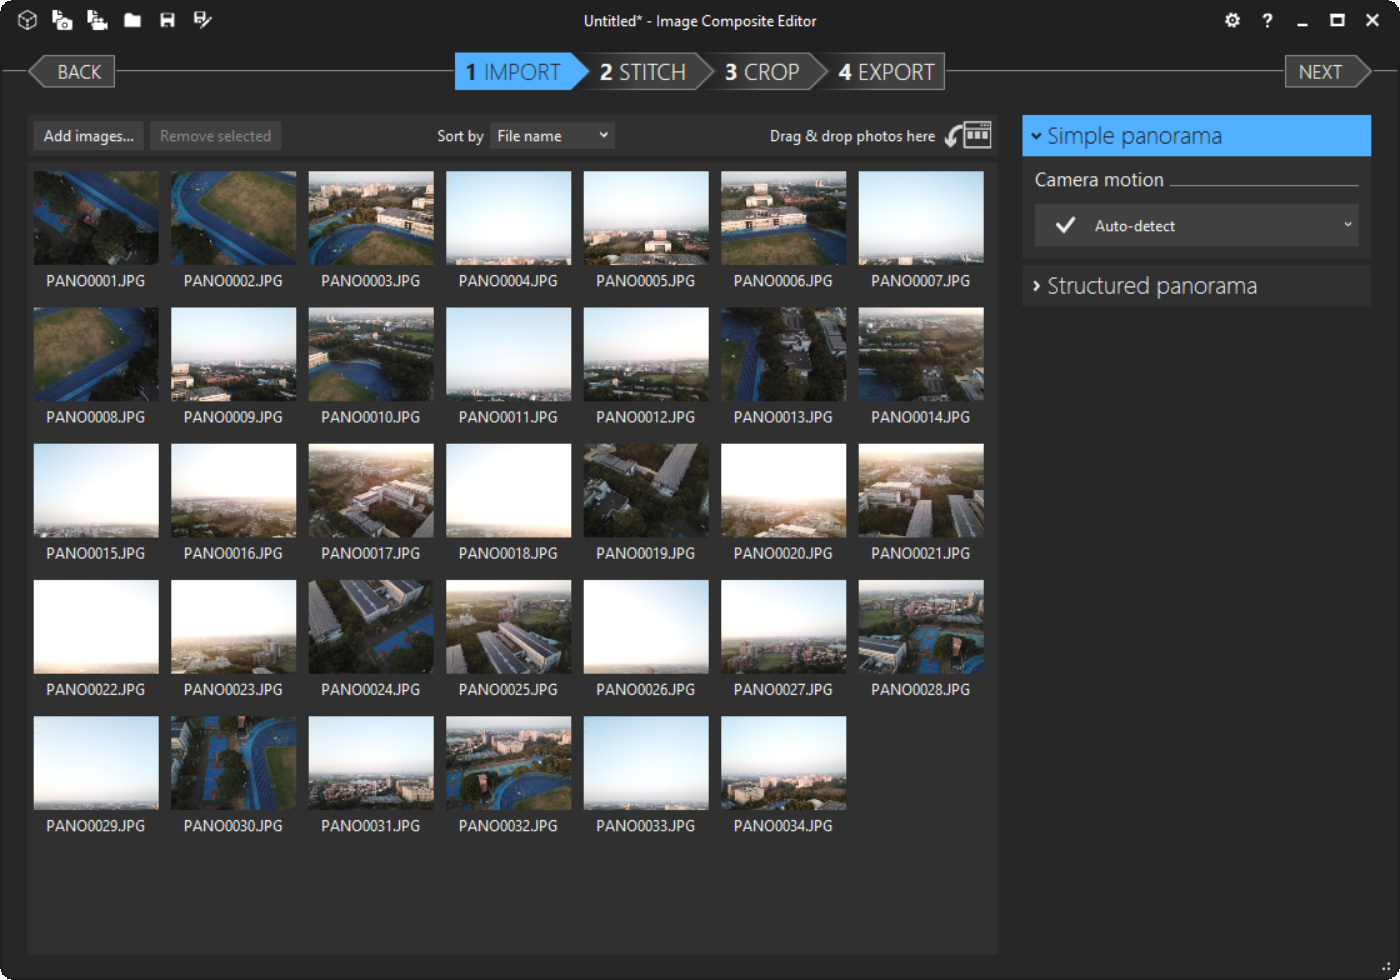 Untitled* - Image Composite Editor
BACK
1 IMPORT
2 STITCH
3 CROP
4 EXPORT
NEXT
Add images...
Remove selected
Sort by
File name
Drag & drop photos here
Simple panorama
Camera motion
Auto-detect
Structured panorama
PANO0001.JPG
PANO0002.JPG
PANO0003.JPG
PANO0004.JPG
PANO0005.JPG
PANO0006.JPG
PANO0007.JPG
PANO0008.JPG
PANO0009.JPG
PANO0010.JPG
PANO0011.JPG
PANO0012.JPG
PANO0013.JPG
PANO0014.JPG
PANO0015.JPG
PANO0016.JPG
PANO0017.JPG
PANO0018.JPG
PANO0019.JPG
PANO0020.JPG
PANO0021.JPG
PANO0022.JPG
PANO0023.JPG
PANO0024.JPG
PANO0025.JPG
PANO0026.JPG
PANO0027.JPG
PANO0028.JPG
PANO0029.JPG
PANO0030.JPG
PANO0031.JPG
PANO0032.JPG
PANO0033.JPG
PANO0034.JPG